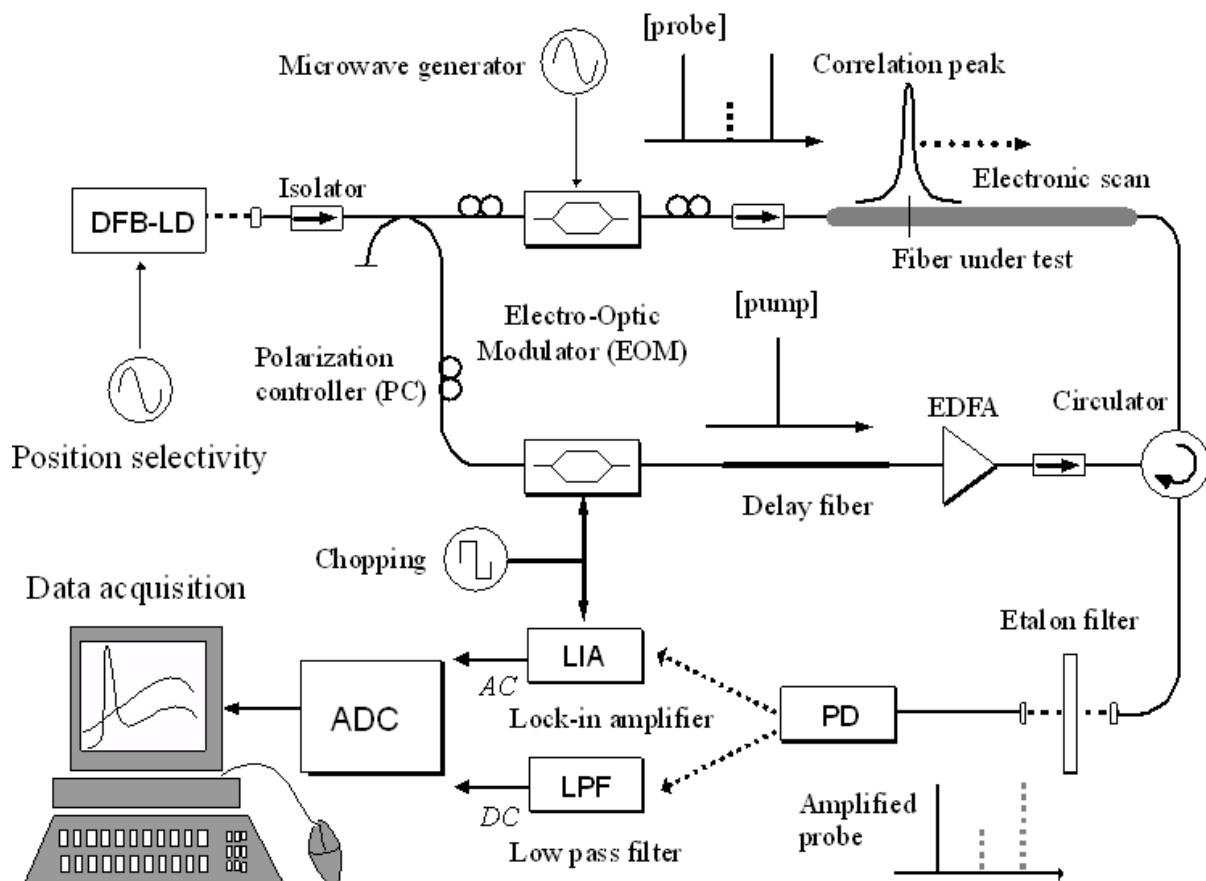 [probe]
Microwave generator
Correlation peak
Isolator
Electronic scan
DFB-LD
Fiber under test
[pump]
Electro-Optic
Modulator (EOM)
Polarization
controller (PC)
EDFA
Circulator
Position selectivity
Delay fiber
Chopping
Data acquisition
Etalon filter
LIA
AC
Lock-in amplifier
ADC
PD
LPF
DC
Low pass filter
Amplified
probe